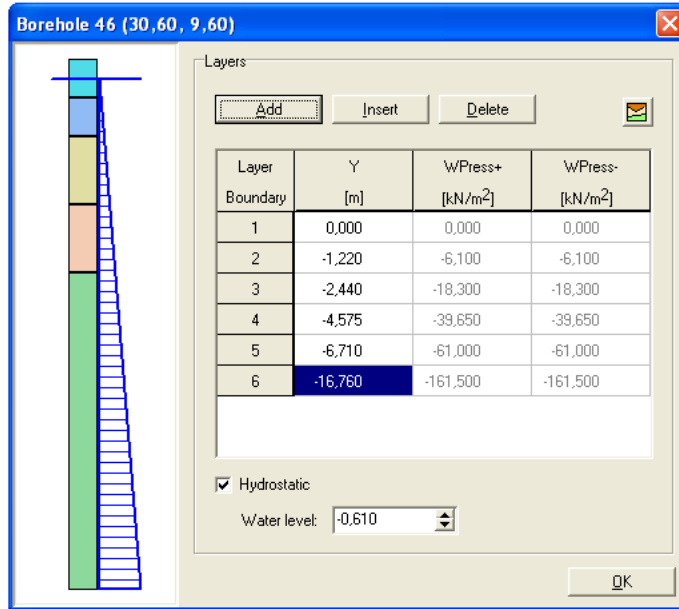 Borehole 46 (30,60, 9,60)
Layers
Add Insert Delete
Layer Boundary Y [m] WPress+ [kN/m²] WPress- [kN/m²]
1 0,000 0,000 0,000
2 -1,220 -6,100 -6,100
3 -2,440 -18,300 -18,300
4 -4,575 -39,650 -39,650
5 -6,710 -61,000 -61,000
6 -16,760 -161,500 -161,500
Hydrostatic
Water level: -0,610
OK